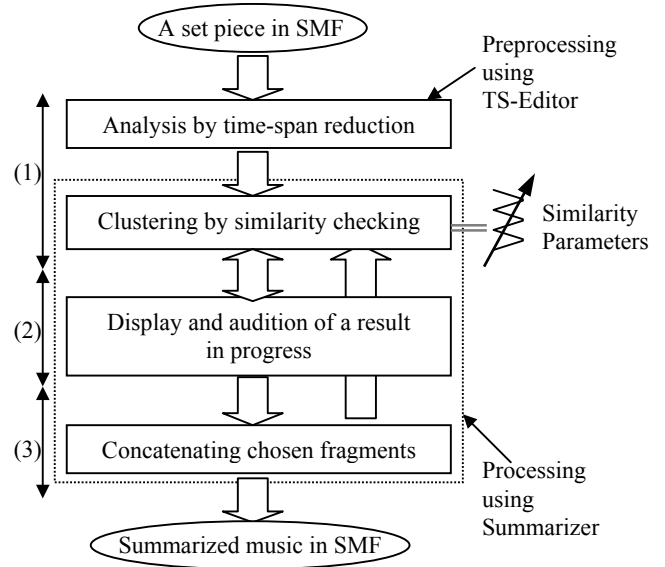 A set piece in SMF
Preprocessing
using
TS-Editor
Analysis by time-span reduction
(1)
Clustering by similarity checking
Similarity
Parameters
(2)
Display and audition of a result
in progress
(3)
Concatenating chosen fragments
Processing
using
Summarizer
Summarized music in SMF